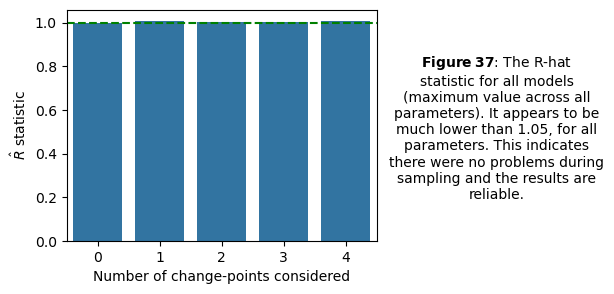 1.0
0.8
0.6
0.4
0.2
0.0
R̂ statistic
0 1 2 3 4
Number of change-points considered
Figure 37: The R-hat
statistic for all models
(maximum value across all
parameters). It appears to be
much lower than 1.05, for all
parameters. This indicates
there were no problems during
sampling and the results are
reliable.